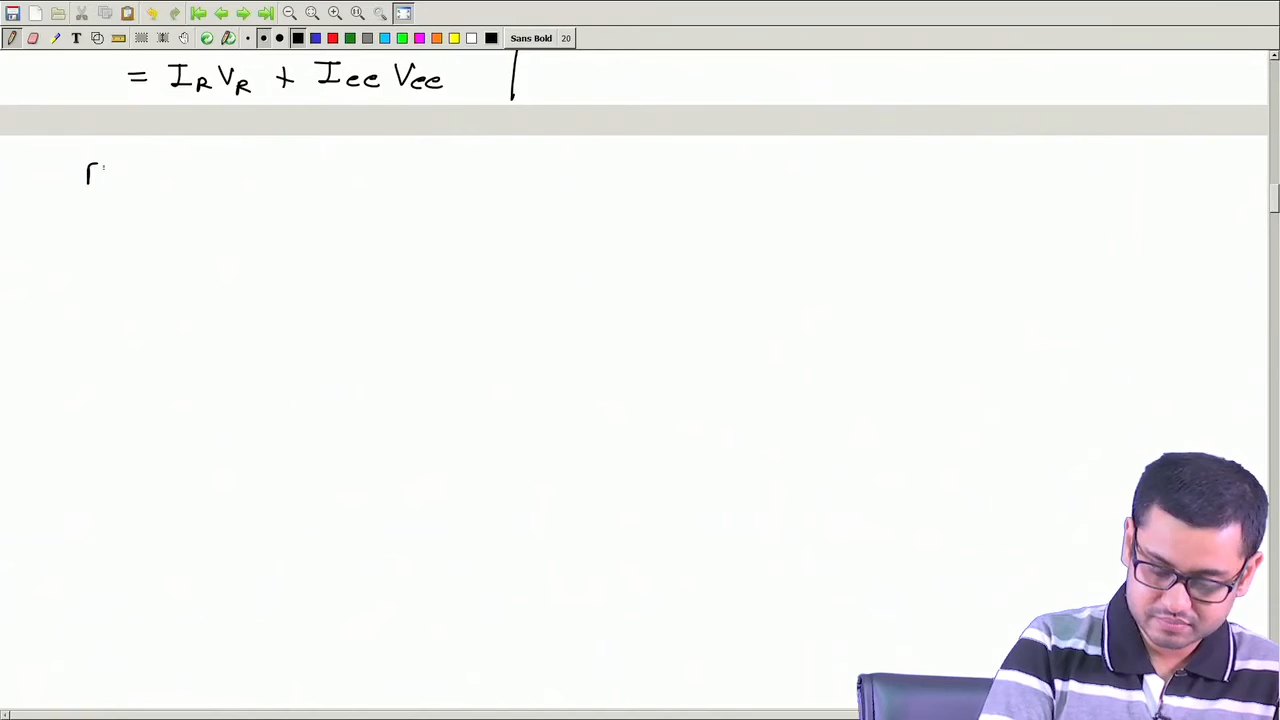 Sans Bold 20
= I_R V_R + I_ee V_ee